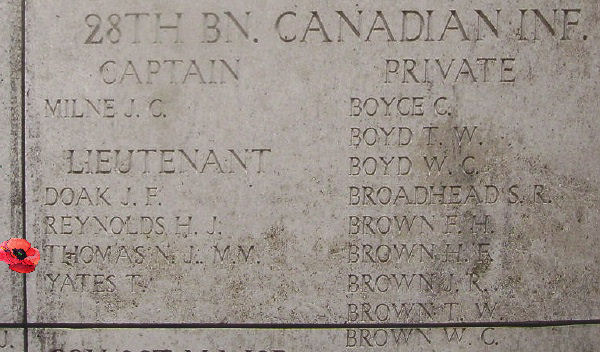 28TH BN. CANADIAN INF.
CAPTAIN
MILNE J. C.
LIEUTENANT
DOAK J. F.
REYNOLDS H. J.
THOMAS N. L. M.M.
YATES T.
PRIVATE
BOYCE C.
BOYD T. W.
BOYD W. C.
BROADHEAD S. R.
BROWN F. H.
BROWN H. F.
BROWN J. R.
BROWN T. W.
BROWN W. C.